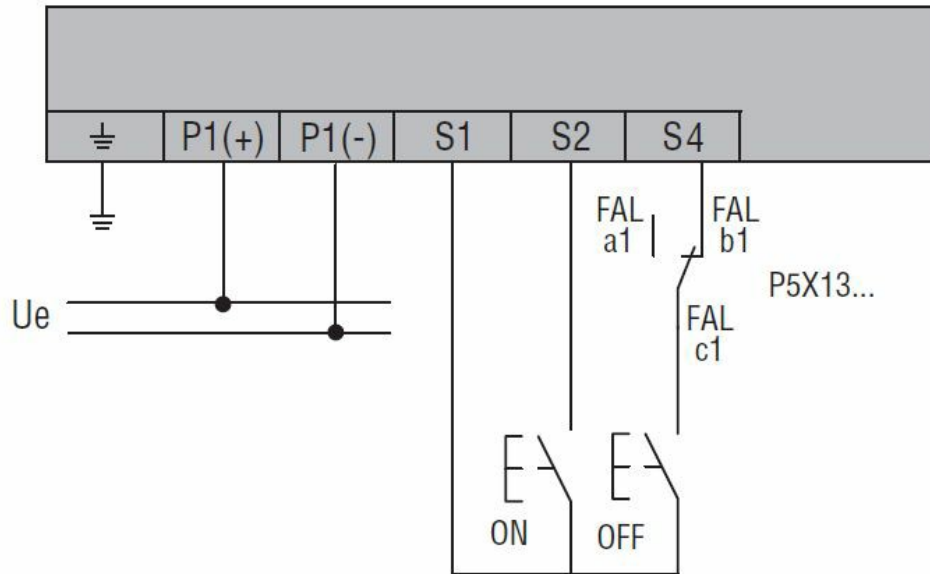 P1(+) P1(-) S1 S2 S4
FAL a1
FAL b1
P5X13...
Ue
FAL c1
ON
OFF